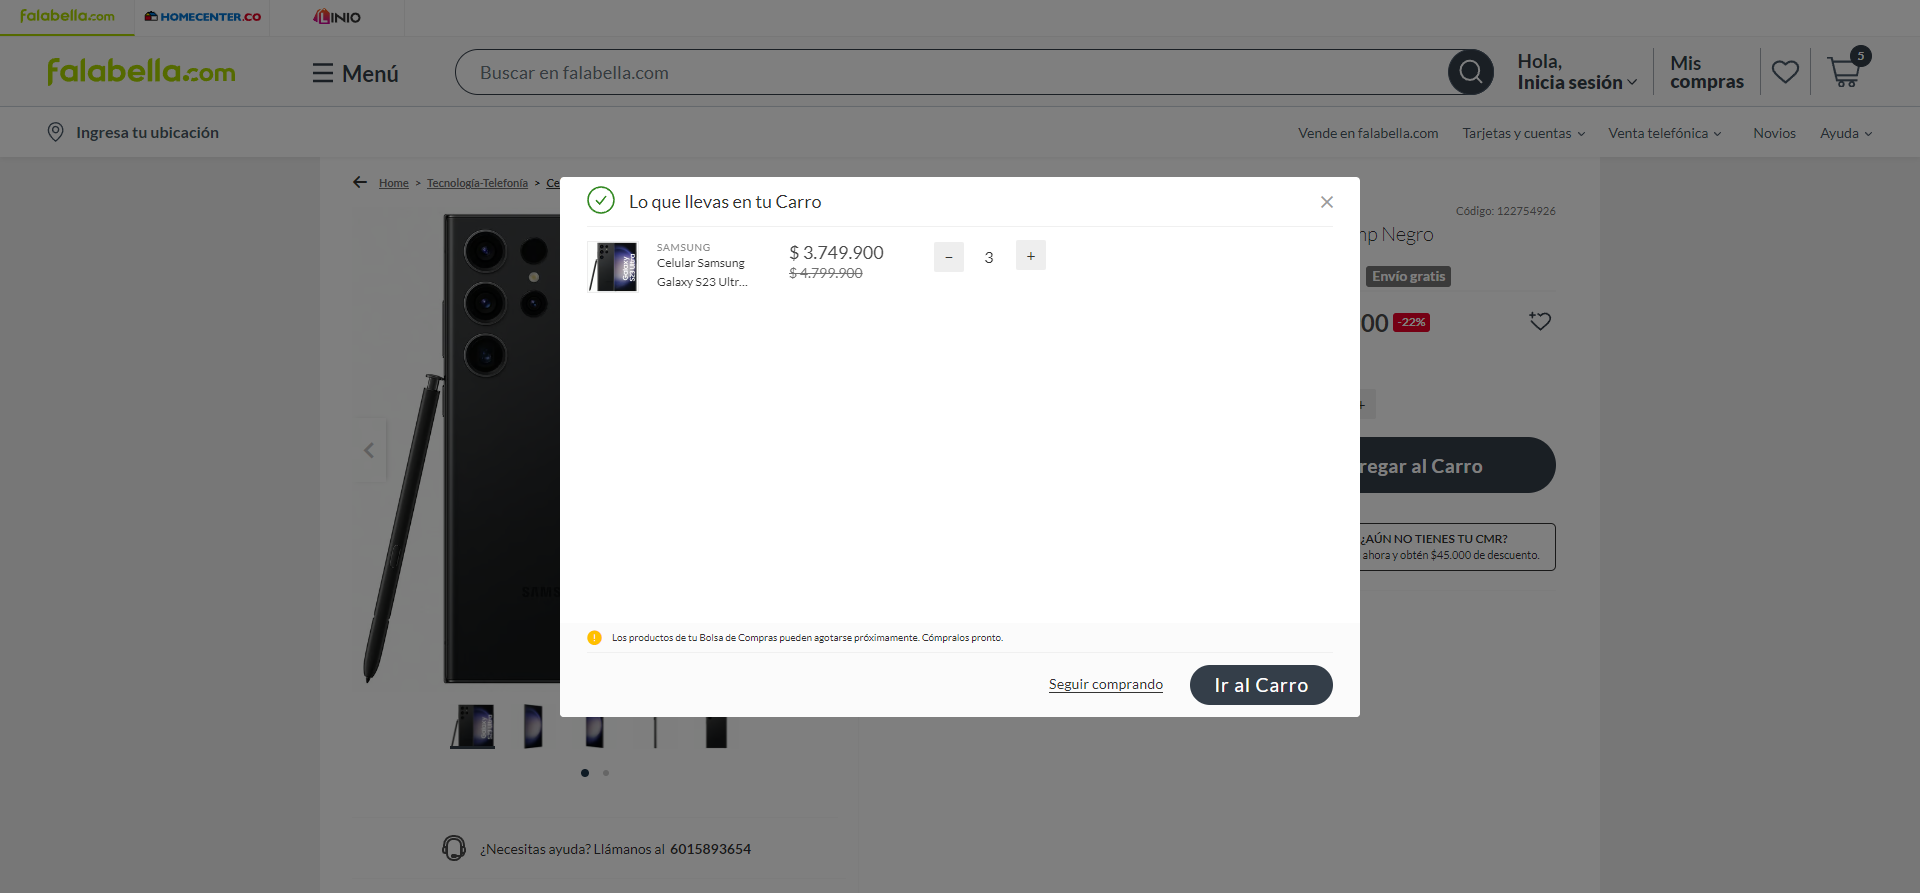 falabella.com
HOMECENTER.CO
LINIO
falabella.com
Menú
Buscar en falabella.com
Hola,
Inicia sesión
Mis
compras
5
Ingresa tu ubicación
Vende en falabella.com
Tarjetas y cuentas
Venta telefónica
Novios
Ayuda
Home > Tecnología-Telefonía > Ce
Código: 122754926
mp Negro
Envío gratis
00 -22%
+
regar al Carro
¿AÚN NO TIENES TU CMR?
ahora y obtén $45.000 de descuento.
Lo que llevas en tu Carro
SAMSUNG
Celular Samsung
Galaxy S23 Ultr...
$ 3.749.900
$ 4.799.900
− 3 +
Los productos de tu Bolsa de Compras pueden agotarse próximamente. Cómpralos pronto.
Seguir comprando
Ir al Carro
¿Necesitas ayuda? Llámanos al 6015893654